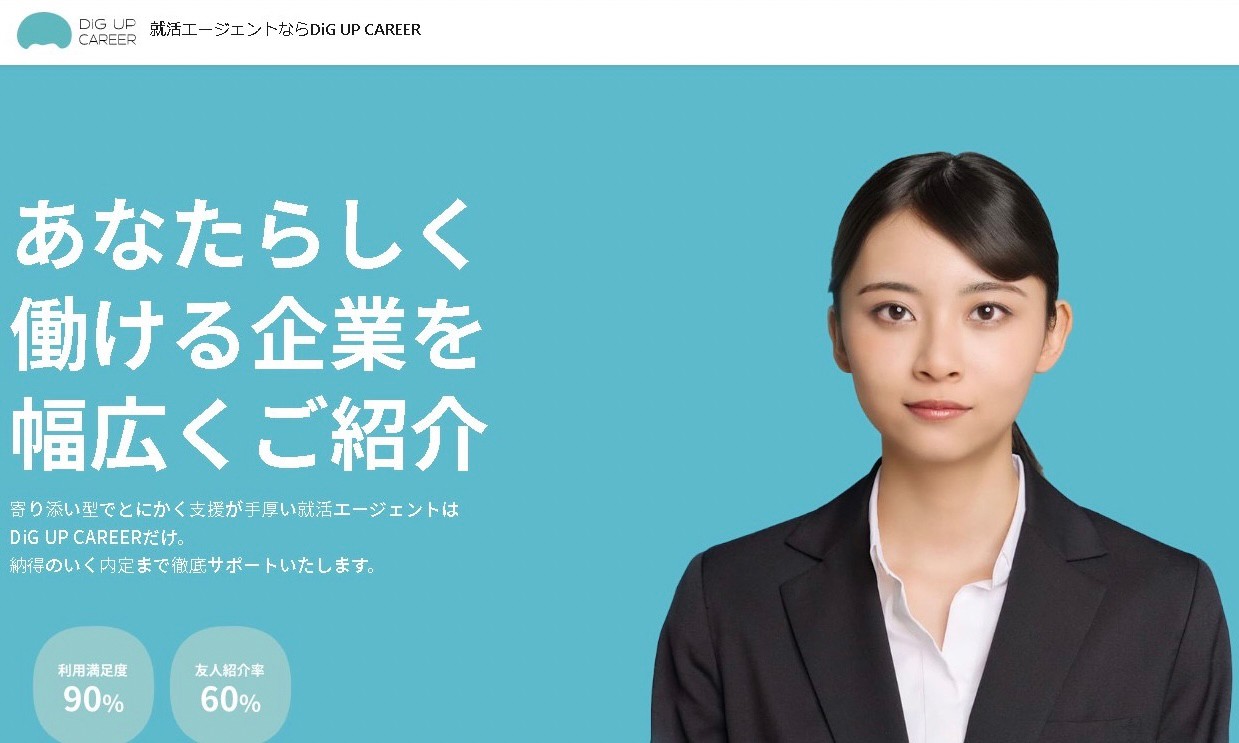 DiG UP
CAREER
就活エージェントならDiG UP CAREER
あなたらしく
働ける企業を
幅広くご紹介
寄り添い型でとにかく支援が手厚い就活エージェントは
DiG UP CAREERだけ。
納得のいく内定まで徹底サポートいたします。
利用満足度
90%
友人紹介率
60%